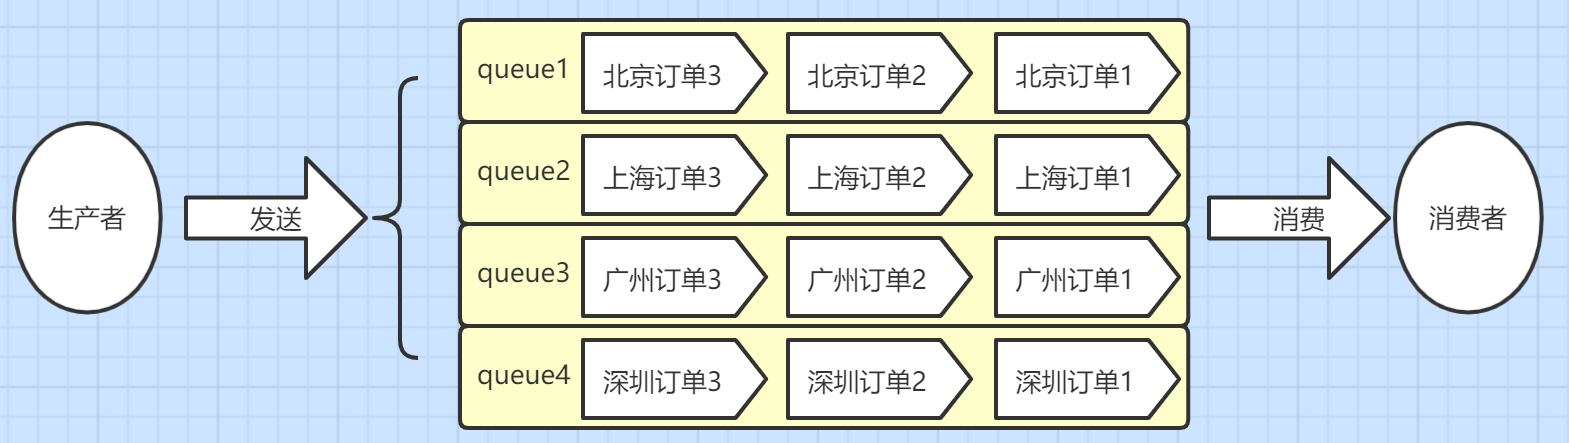 生产者
发送
queue1
北京订单3
北京订单2
北京订单1
queue2
上海订单3
上海订单2
上海订单1
queue3
广州订单3
广州订单2
广州订单1
queue4
深圳订单3
深圳订单2
深圳订单1
消费
消费者